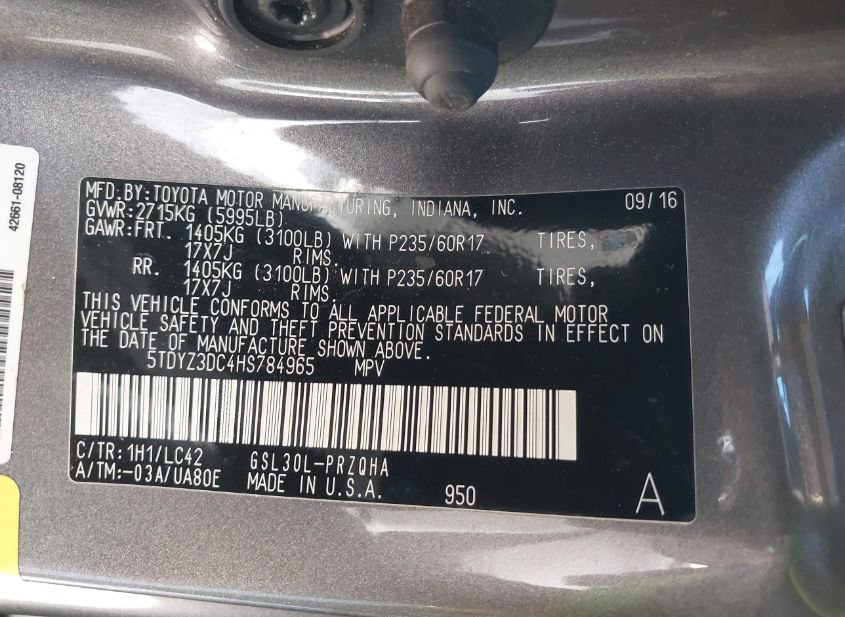 42661-08120
MFD.BY:TOYOTA MOTOR MANUFACTURING, INDIANA, INC. 09/16
GVWR:2715KG (5995LB)
GAWR:FRT. 1405KG (3100LB) WITH P235/60R17 TIRES,
17X7J RIMS.
RR. 1405KG (3100LB) WITH P235/60R17 TIRES,
17X7J RIMS.
THIS VEHICLE CONFORMS TO ALL APPLICABLE FEDERAL MOTOR
VEHICLE SAFETY AND THEFT PREVENTION STANDARDS IN EFFECT ON
THE DATE OF MANUFACTURE SHOWN ABOVE.
5TDYZ3DC4HS784965 MPV
C/TR:1H1/LC42 GSL30L-PRZQHA
A/TM:-03A/UA80E MADE IN U.S.A. 950 A